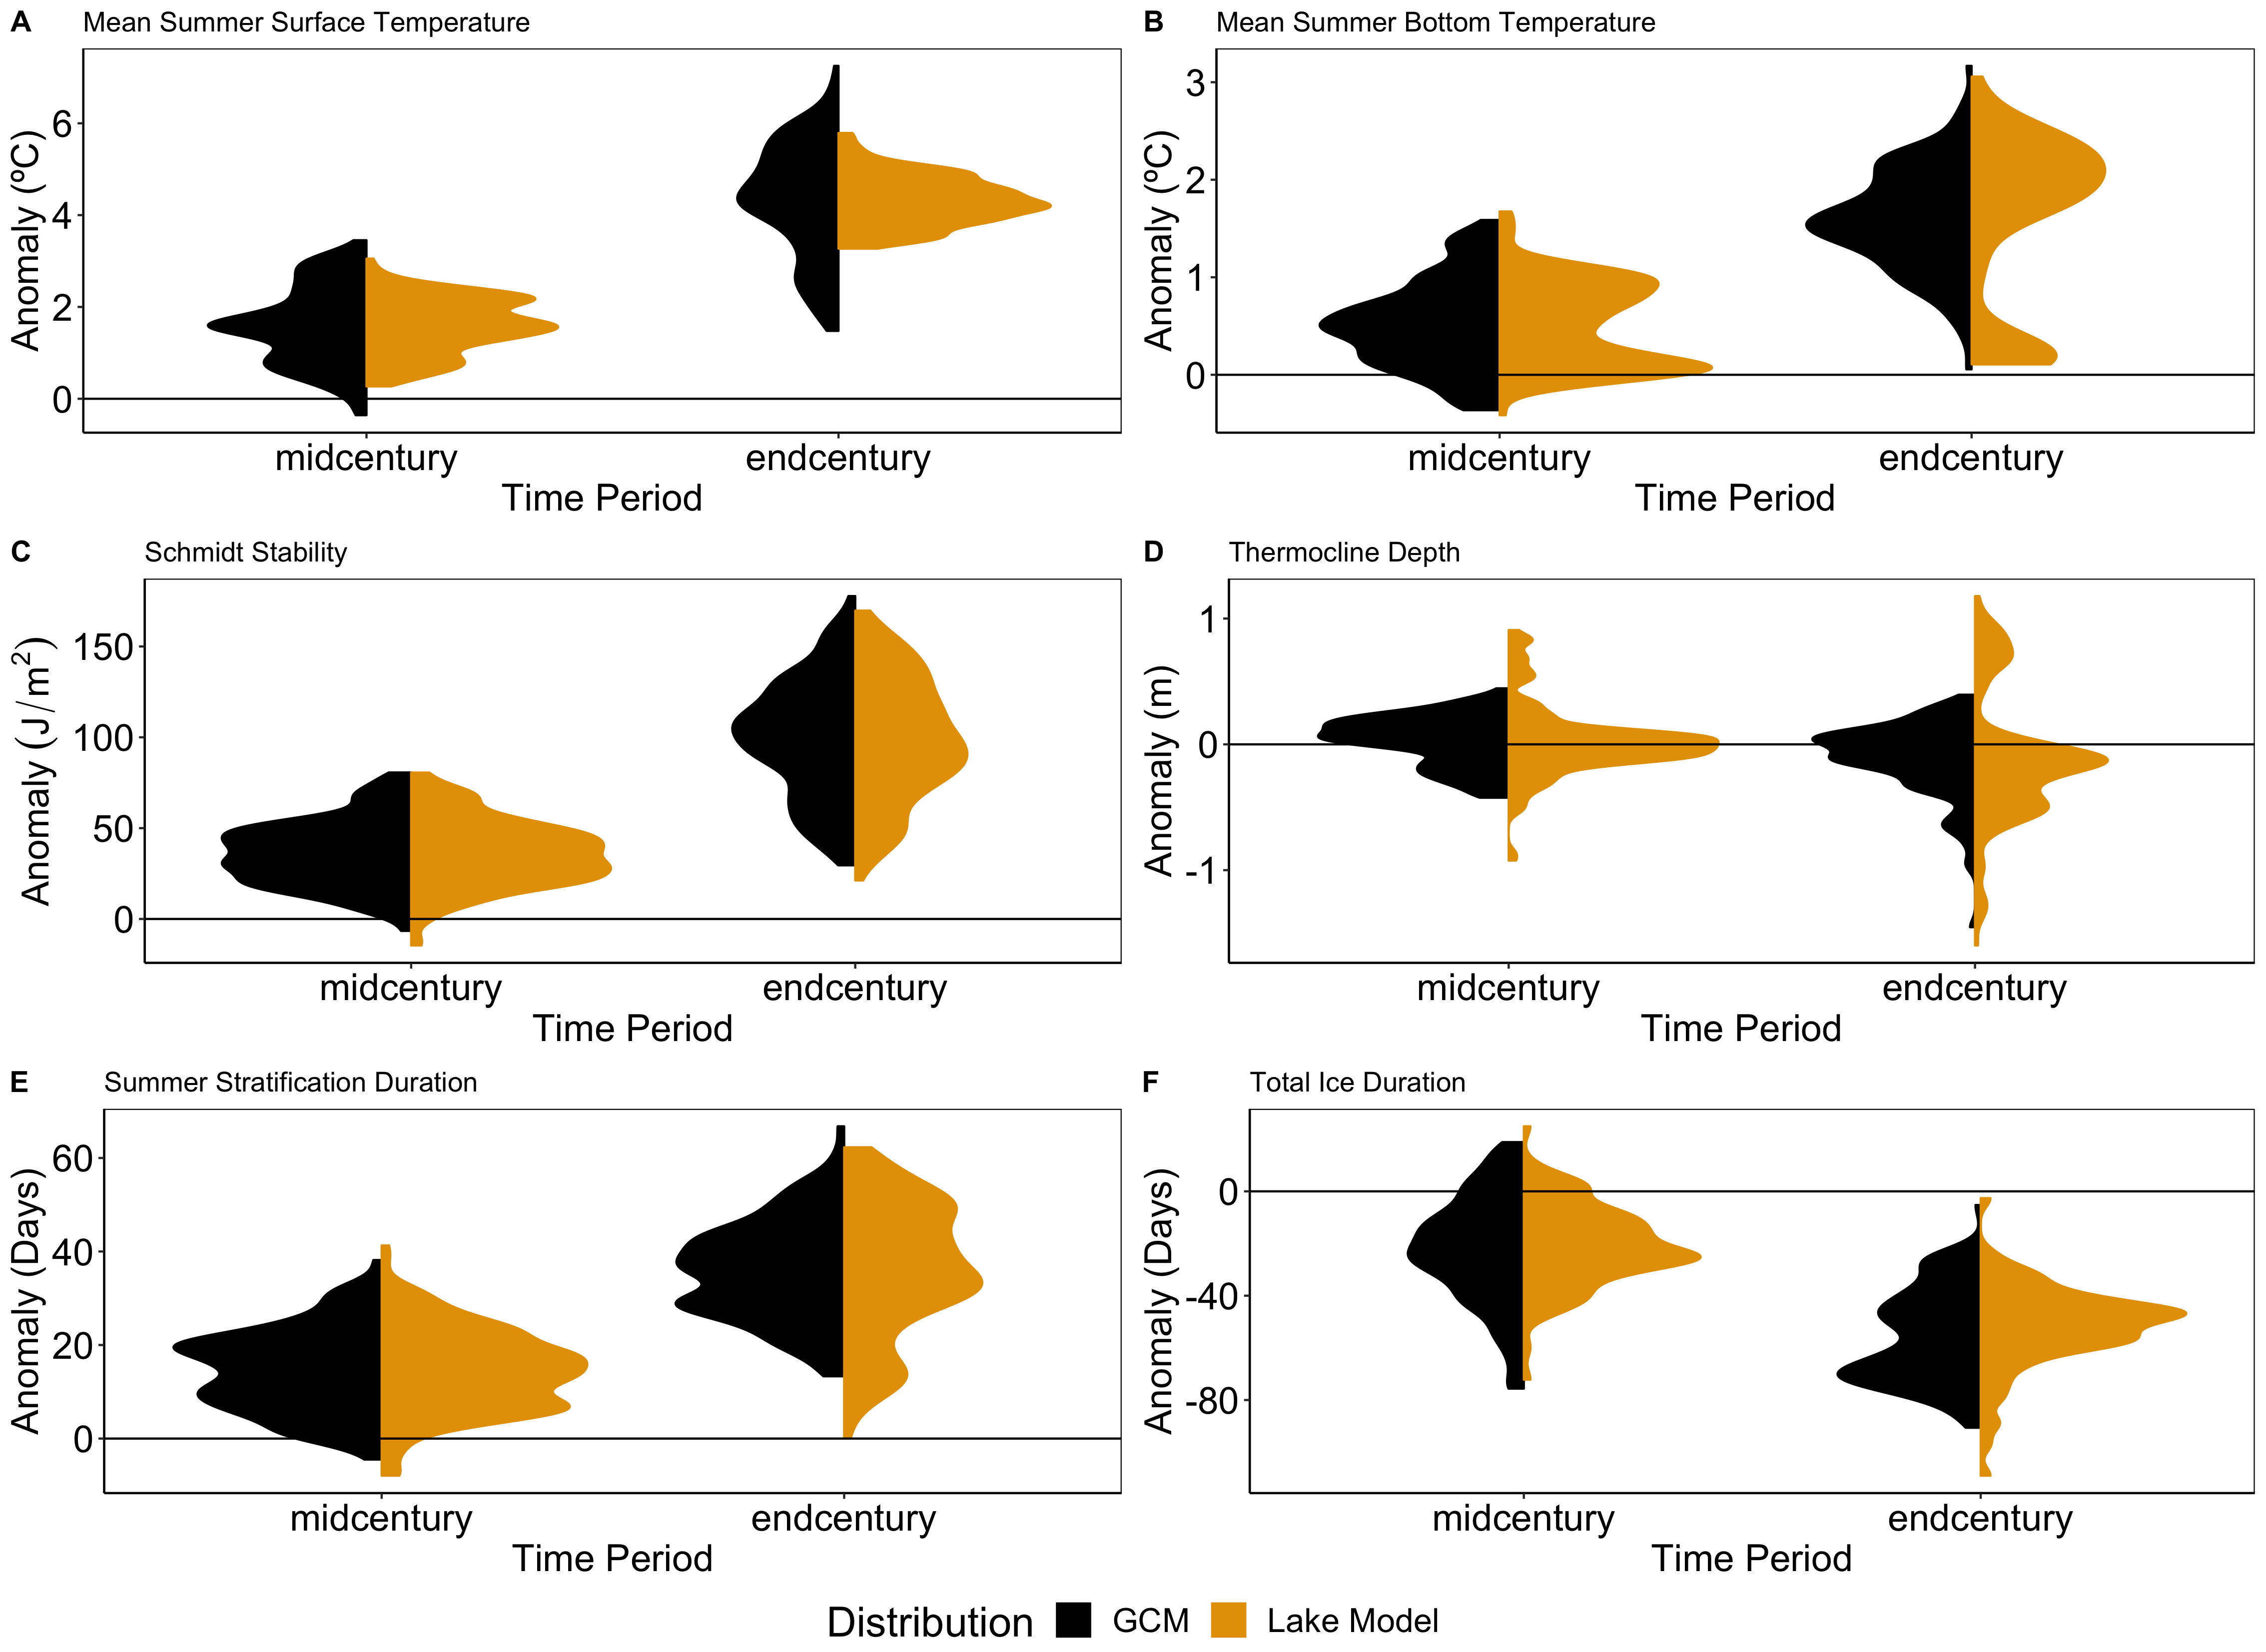 A Mean Summer Surface Temperature
Anomaly (ºC)
6
4
2
0
midcentury endcentury
Time Period
B Mean Summer Bottom Temperature
Anomaly (ºC)
3
2
1
0
midcentury endcentury
Time Period
C Schmidt Stability
Anomaly (J/m²)
150
100
50
0
midcentury endcentury
Time Period
D Thermocline Depth
Anomaly (m)
1
0
-1
midcentury endcentury
Time Period
E Summer Stratification Duration
Anomaly (Days)
60
40
20
0
midcentury endcentury
Time Period
F Total Ice Duration
Anomaly (Days)
0
-40
-80
midcentury endcentury
Time Period
Distribution GCM Lake Model